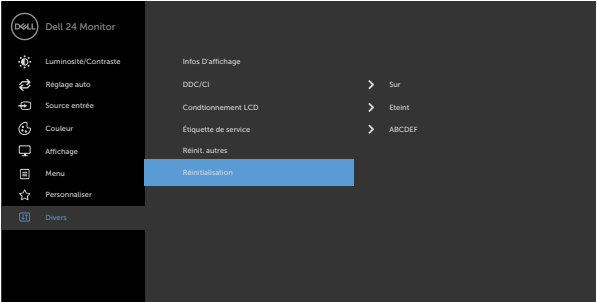 DELL Dell 24 Monitor
Luminosité/Contraste Infos D'affichage
Réglage auto DDC/CI Sur
Source entrée Condtionnement LCD Eteint
Couleur Étiquette de service ABCDEF
Affichage Réinit. autres
Menu Réinitialisation
Personnaliser
Divers